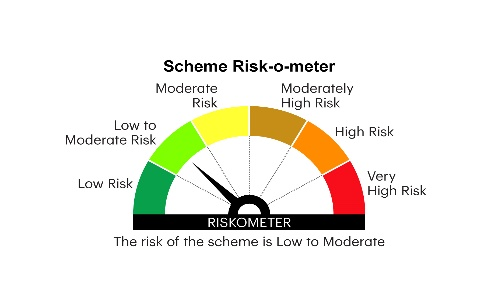 Scheme Risk-o-meter
Moderate
Risk
Moderately
High Risk
Low to
Moderate Risk
High Risk
Low Risk
Very
High Risk
RISKOMETER
The risk of the scheme is Low to Moderate